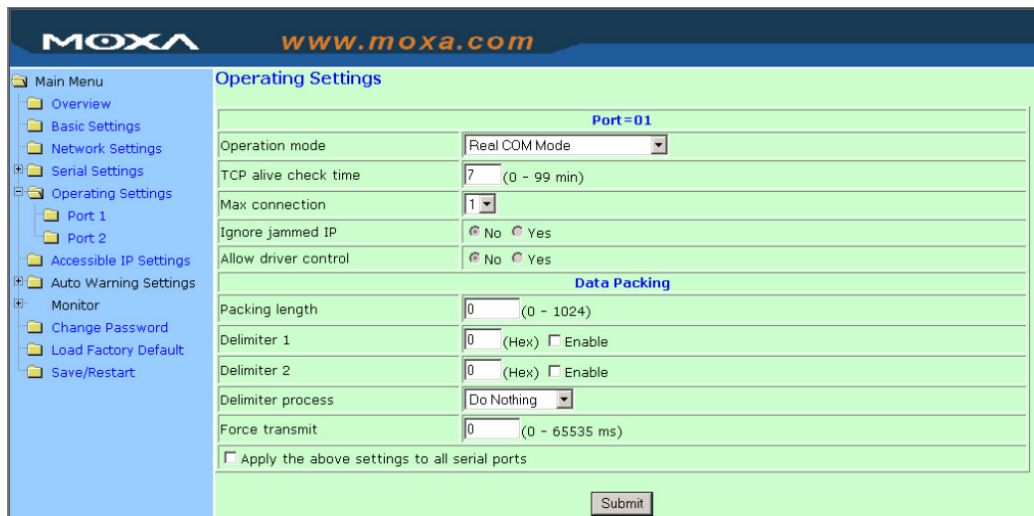 MOXA www.moxa.com
Main Menu
Overview
Basic Settings
Network Settings
Serial Settings
Operating Settings
Port 1
Port 2
Accessible IP Settings
Auto Warning Settings
Monitor
Change Password
Load Factory Default
Save/Restart
Operating Settings
Port=01
Operation mode Real COM Mode
TCP alive check time 7 (0 - 99 min)
Max connection 1
Ignore jammed IP No Yes
Allow driver control No Yes
Data Packing
Packing length 0 (0 - 1024)
Delimiter 1 0 (Hex) Enable
Delimiter 2 0 (Hex) Enable
Delimiter process Do Nothing
Force transmit 0 (0 - 65535 ms)
Apply the above settings to all serial ports
Submit